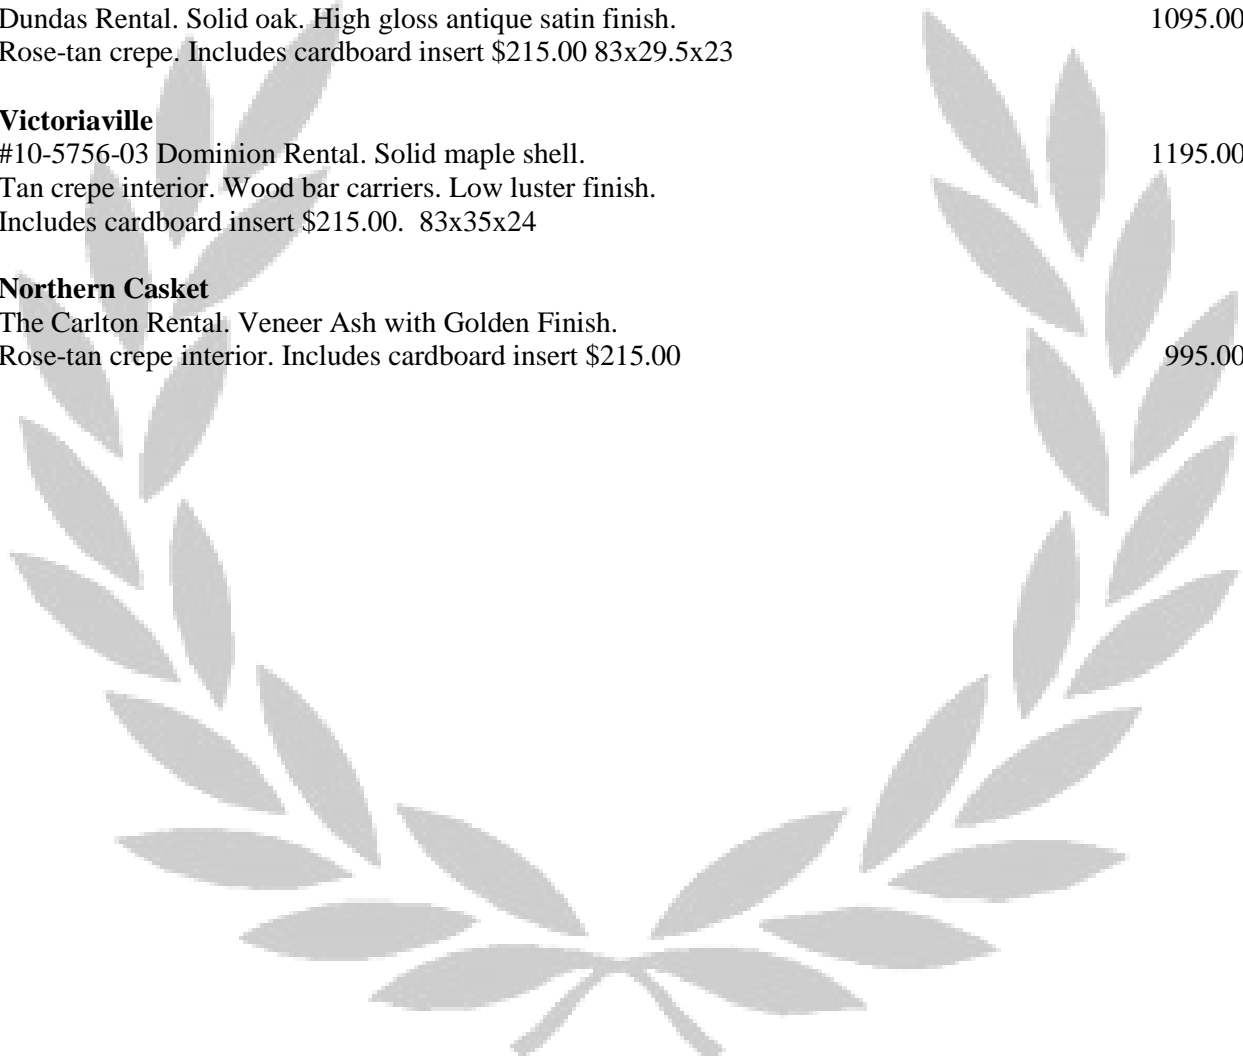 Dundas Rental. Solid oak. High gloss antique satin finish. 1095.00
Rose-tan crepe. Includes cardboard insert $215.00 83x29.5x23
Victoriaville
#10-5756-03 Dominion Rental. Solid maple shell. 1195.00
Tan crepe interior. Wood bar carriers. Low luster finish.
Includes cardboard insert $215.00.  83x35x24
Northern Casket
The Carlton Rental. Veneer Ash with Golden Finish.
Rose-tan crepe interior. Includes cardboard insert $215.00 995.00